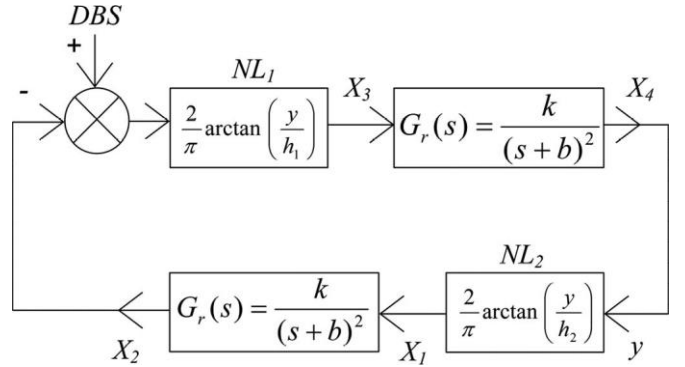 DBS
+
-
NL₁
2/π arctan(y/h₁)
X₃
Gᵣ(s) = k/(s+b)²
X₄
NL₂
2/π arctan(y/h₂)
y
X₁
Gᵣ(s) = k/(s+b)²
X₂